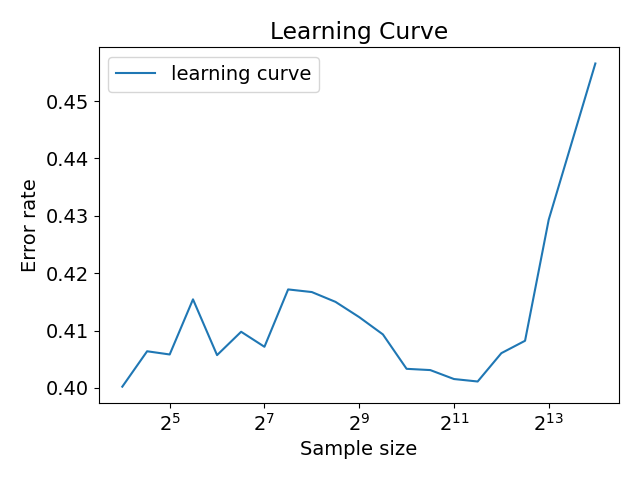 Learning Curve
learning curve
0.45
0.44
0.43
0.42
0.41
0.40
Error rate
2^5
2^7
2^9
2^11
2^13
Sample size